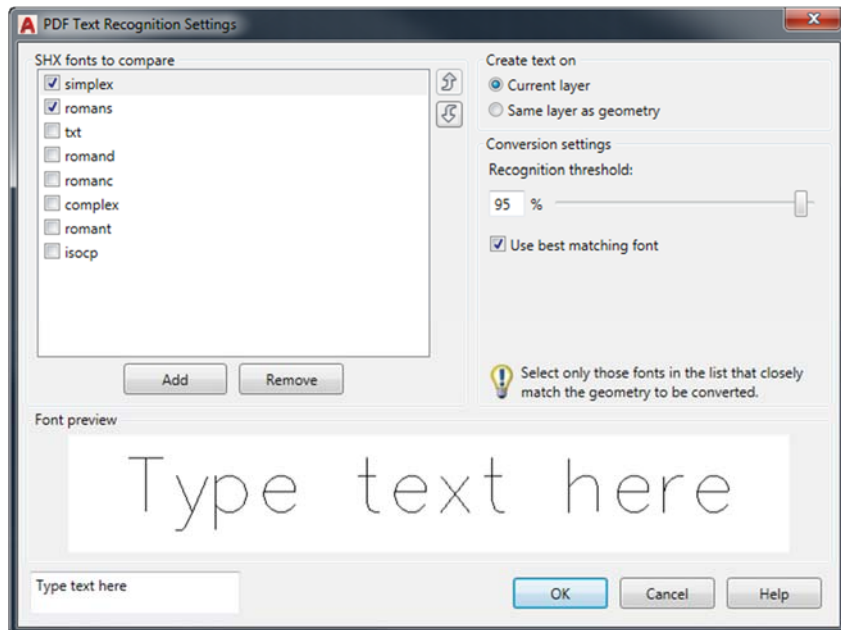 PDF Text Recognition Settings
SHX fonts to compare
simplex
romans
txt
romand
romanc
complex
romant
isocp
Add
Remove
Create text on
Current layer
Same layer as geometry
Conversion settings
Recognition threshold:
95 %
Use best matching font
Select only those fonts in the list that closely
match the geometry to be converted.
Font preview
Type text here
Type text here
OK
Cancel
Help